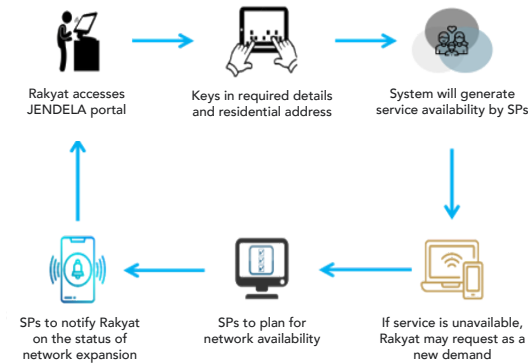 Rakyat accesses
JENDELA portal
Keys in required details
and residential address
System will generate
service availability by SPs
If service is unavailable,
Rakyat may request as a
new demand
SPs to plan for
network availability
SPs to notify Rakyat
on the status of
network expansion